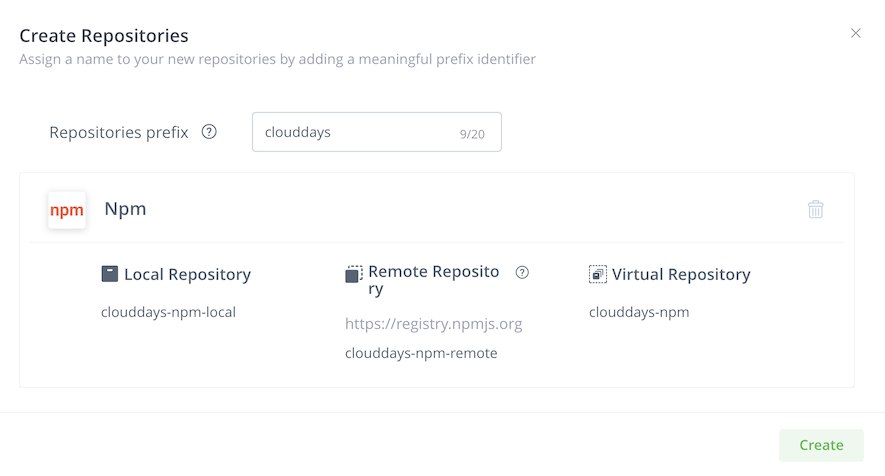 Create Repositories
Assign a name to your new repositories by adding a meaningful prefix identifier
Repositories prefix ?
clouddays 9/20
npm Npm
Local Repository
clouddays-npm-local
Remote Reposito
ry ?
https://registry.npmjs.org
clouddays-npm-remote
Virtual Repository
clouddays-npm
Create